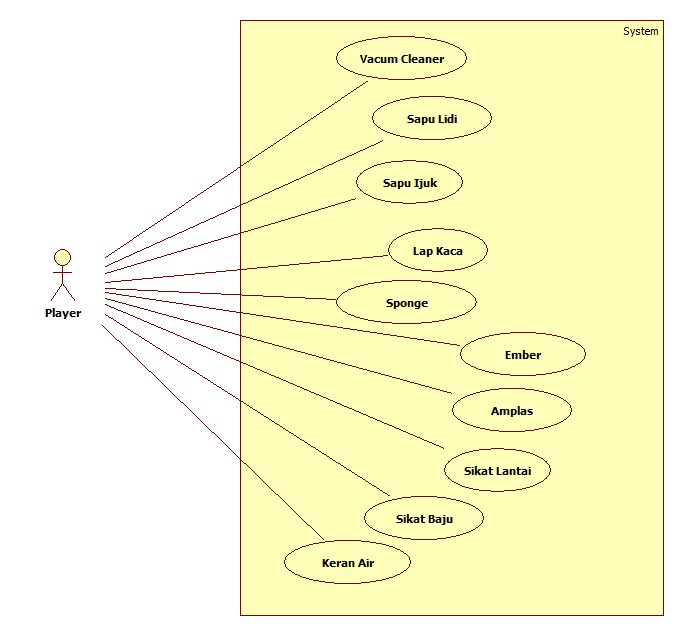 System
Vacum Cleaner
Sapu Lidi
Sapu Ijuk
Lap Kaca
Sponge
Player
Ember
Amplas
Sikat Lantai
Sikat Baju
Keran Air